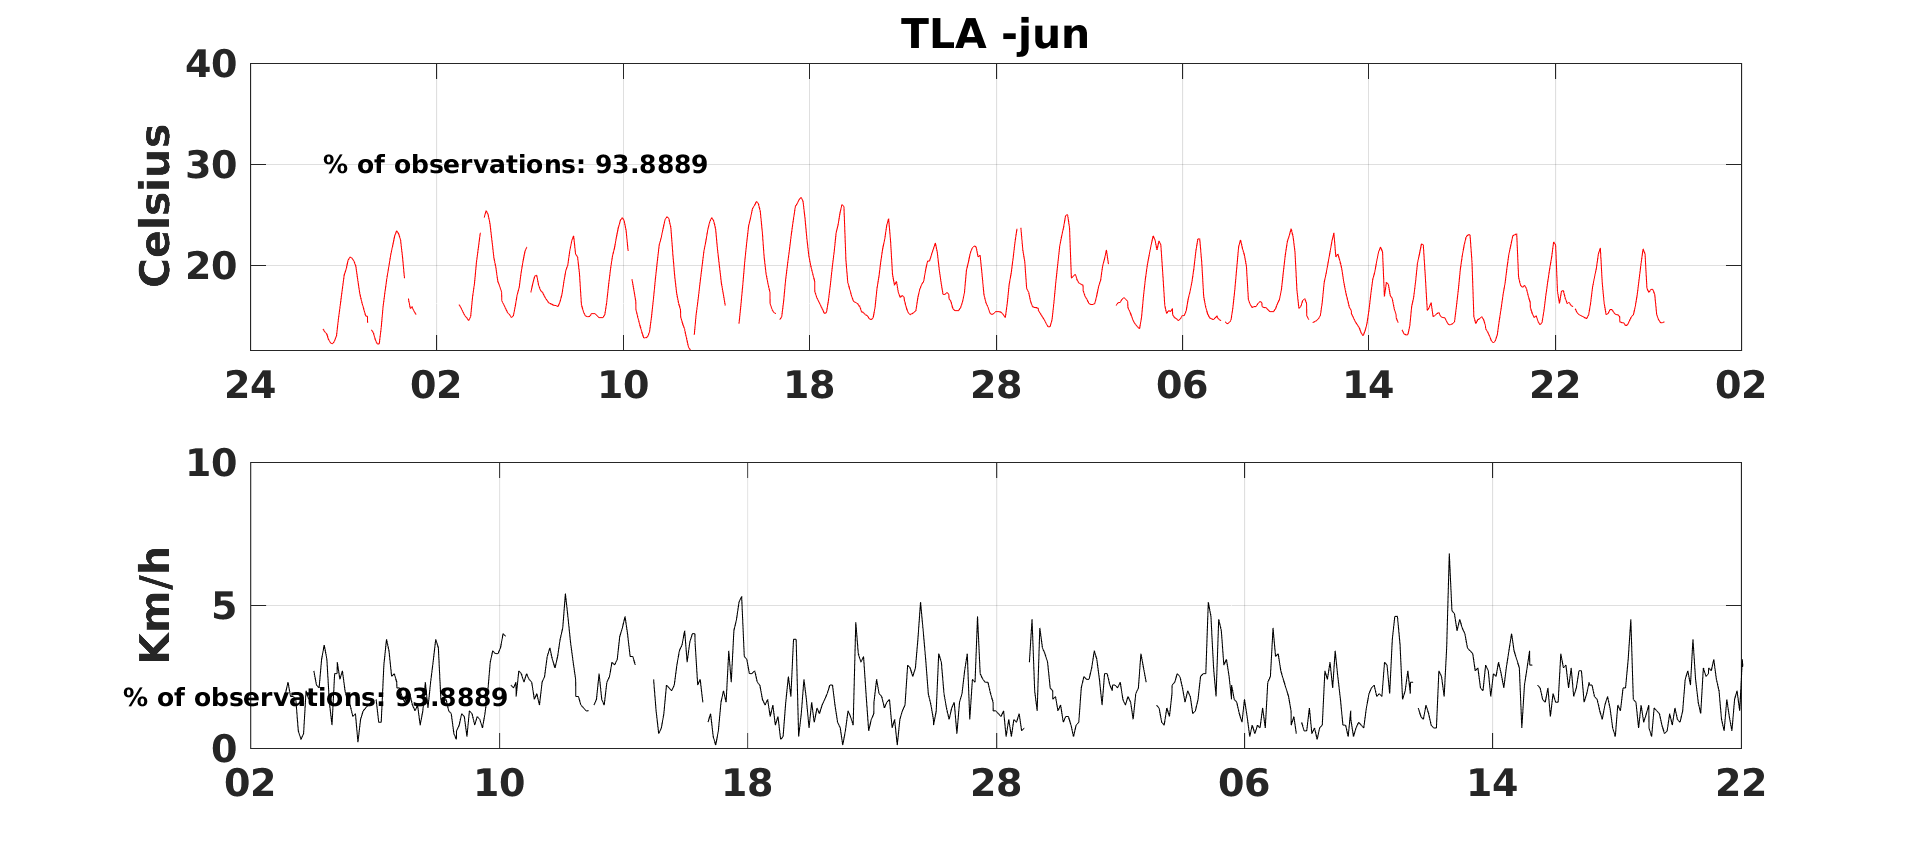 TLA -jun
40
30
20
Celsius
% of observations: 93.8889
24 02 10 18 28 06 14 22 02
10
5
0
Km/h
% of observations: 93.8889
02 10 18 28 06 14 22